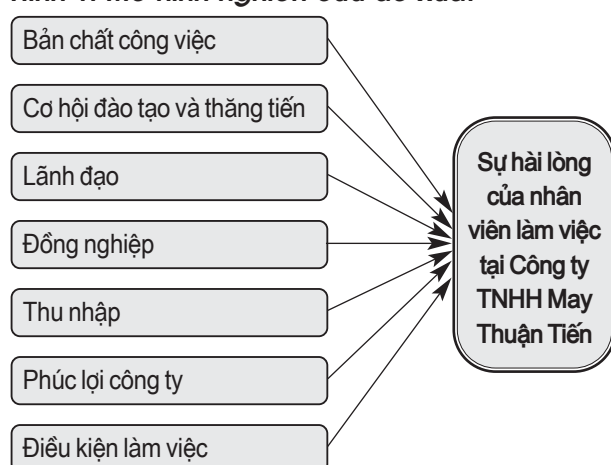 Bản chất công việc
Cơ hội đào tạo và thăng tiến
Lãnh đạo
Đồng nghiệp
Thu nhập
Phúc lợi công ty
Điều kiện làm việc
Sự hài lòng
của nhân
viên làm việc
tại Công ty
TNHH May
Thuận Tiến